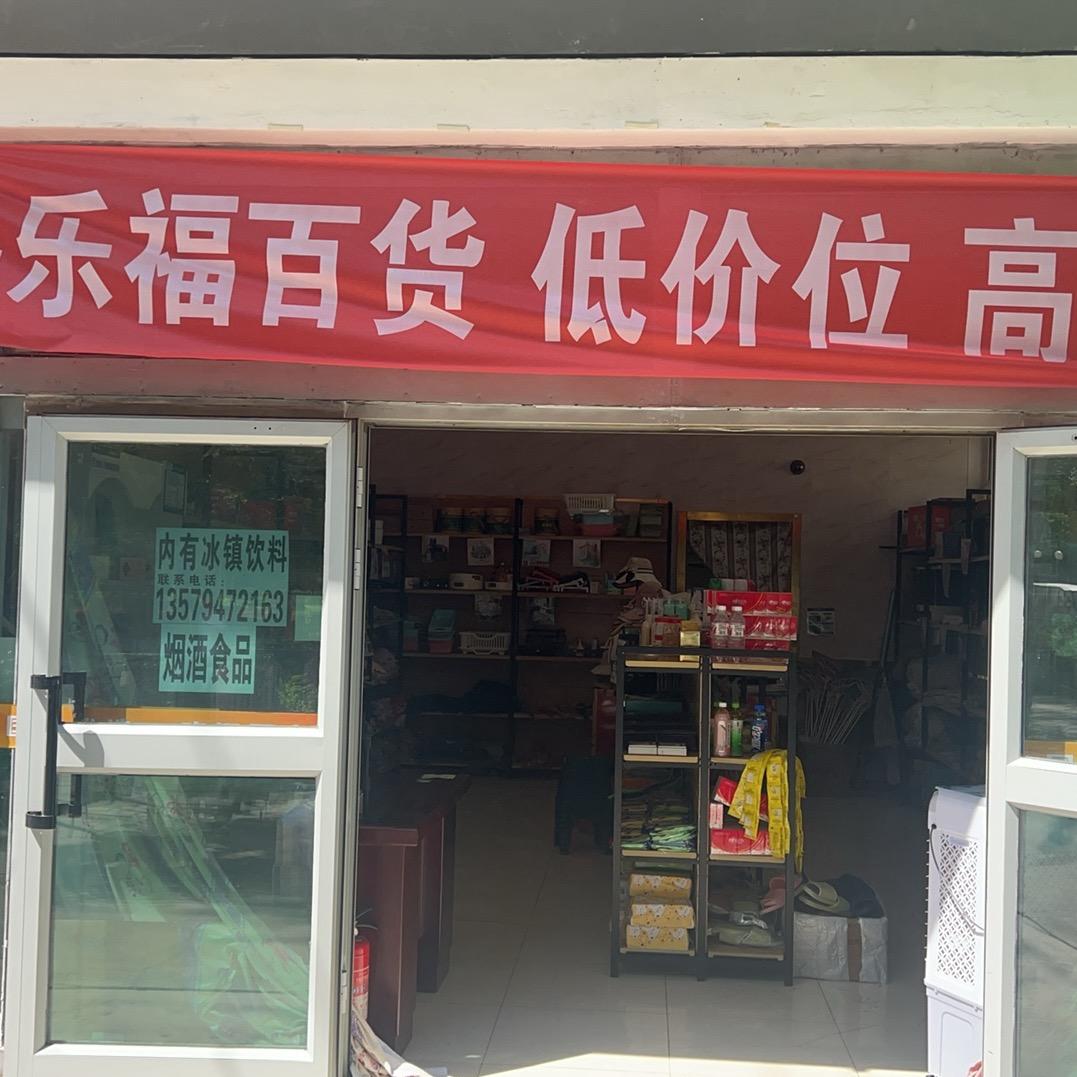 乐福百货 低价位 高
内有冰镇饮料
联系电话:
13579472163
烟酒食品